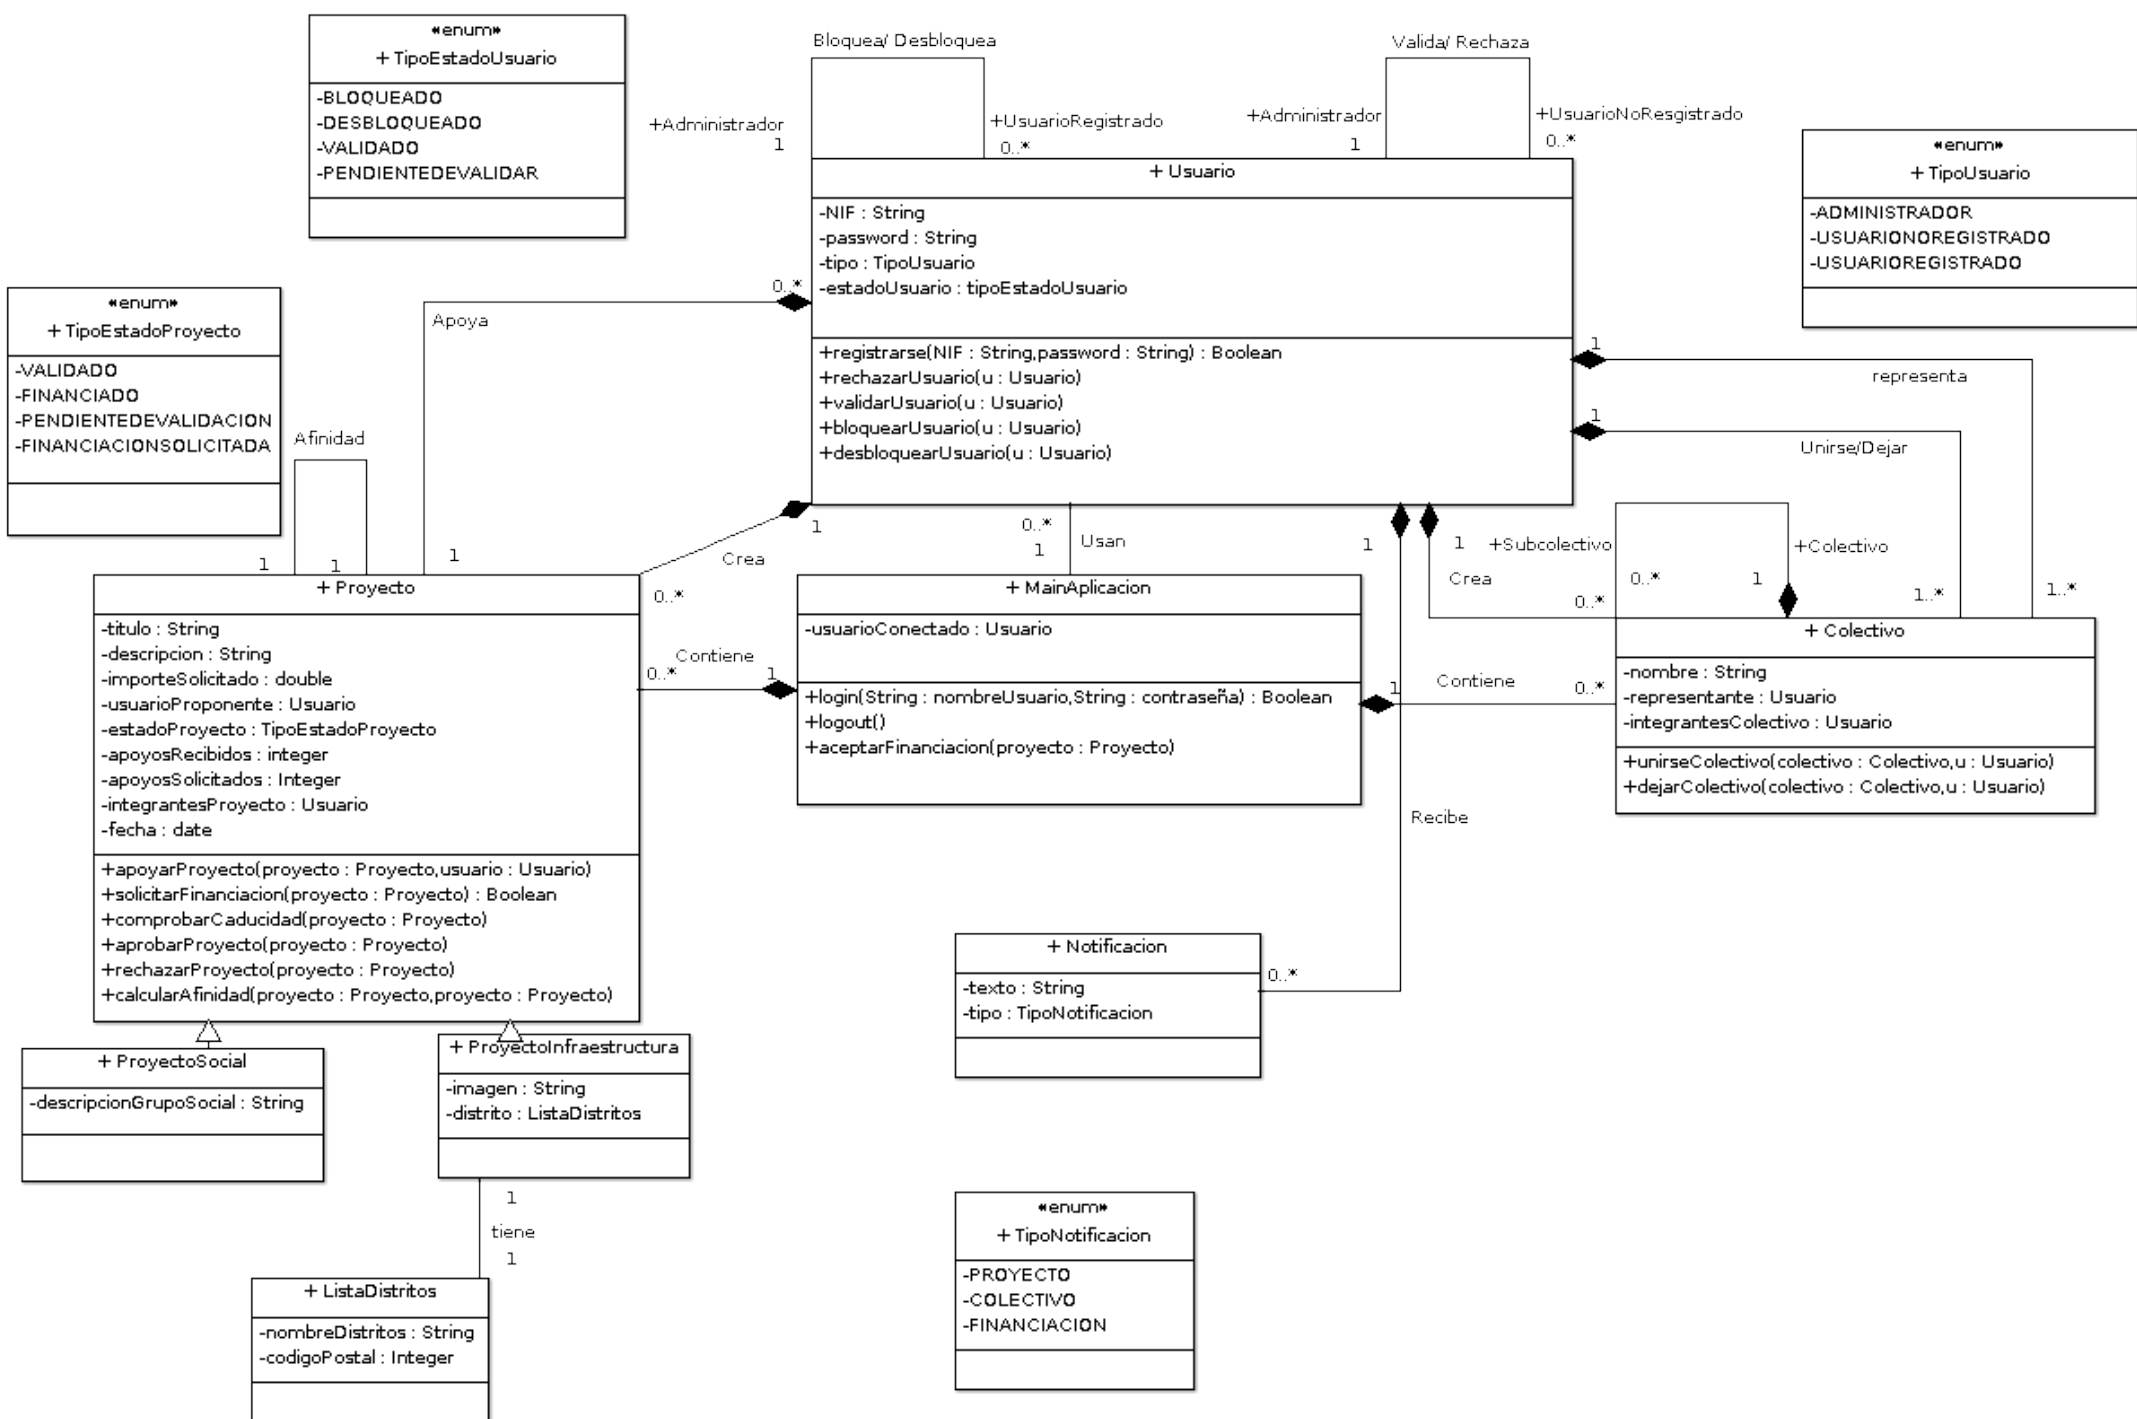 «enum»
+ TipoEstadoUsuario
-BLOQUEADO
-DESBLOQUEADO
-VALIDADO
-PENDIENTEDEVALIDAR
Bloquea/ Desbloquea
+Administrador
1
+UsuarioRegistrado
0..*
Valida/ Rechaza
+Administrador
1
+UsuarioNoResgistrado
0..*
«enum»
+ TipoUsuario
-ADMINISTRADOR
-USUARIONOREGISTRADO
-USUARIOREGISTRADO
+ Usuario
-NIF : String
-password : String
-tipo : TipoUsuario
-estadoUsuario : tipoEstadoUsuario
+registrarse(NIF : String,password : String) : Boolean
+rechazarUsuario(u : Usuario)
+validarUsuario(u : Usuario)
+bloquearUsuario(u : Usuario)
+desbloquearUsuario(u : Usuario)
«enum»
+ TipoEstadoProyecto
-VALIDADO
-FINANCIADO
-PENDIENTEDEVALIDACION
-FINANCIACIONSOLICITADA
0..*
Apoya
1
Afinidad
1
1
1
Crea
0..*
0..*
Usan
1
1
representa
1..*
1
Unirse/Dejar
1..*
1
Recibe
0..*
1
Crea
0..*
+Subcolectivo
0..*
+Colectivo
1
+ Proyecto
-titulo : String
-descripcion : String
-importeSolicitado : double
-usuarioProponente : Usuario
-estadoProyecto : TipoEstadoProyecto
-apoyosRecibidos : integer
-apoyosSolicitados : Integer
-integrantesProyecto : Usuario
-fecha : date
+apoyarProyecto(proyecto : Proyecto,usuario : Usuario)
+solicitarFinanciacion(proyecto : Proyecto) : Boolean
+comprobarCaducidad(proyecto : Proyecto)
+aprobarProyecto(proyecto : Proyecto)
+rechazarProyecto(proyecto : Proyecto)
+calcularAfinidad(proyecto : Proyecto,proyecto : Proyecto)
Contiene
0..*
1
+ MainAplicacion
-usuarioConectado : Usuario
+login(String : nombreUsuario,String : contraseña) : Boolean
+logout()
+aceptarFinanciacion(proyecto : Proyecto)
1
Contiene
0..*
+ Colectivo
-nombre : String
-representante : Usuario
-integrantesColectivo : Usuario
+unirseColectivo(colectivo : Colectivo,u : Usuario)
+dejarColectivo(colectivo : Colectivo,u : Usuario)
+ Notificacion
-texto : String
-tipo : TipoNotificacion
+ ProyectoSocial
-descripcionGrupoSocial : String
+ ProyectoInfraestructura
-imagen : String
-distrito : ListaDistritos
1
tiene
1
+ ListaDistritos
-nombreDistritos : String
-codigoPostal : Integer
«enum»
+ TipoNotificacion
-PROYECTO
-COLECTIVO
-FINANCIACION